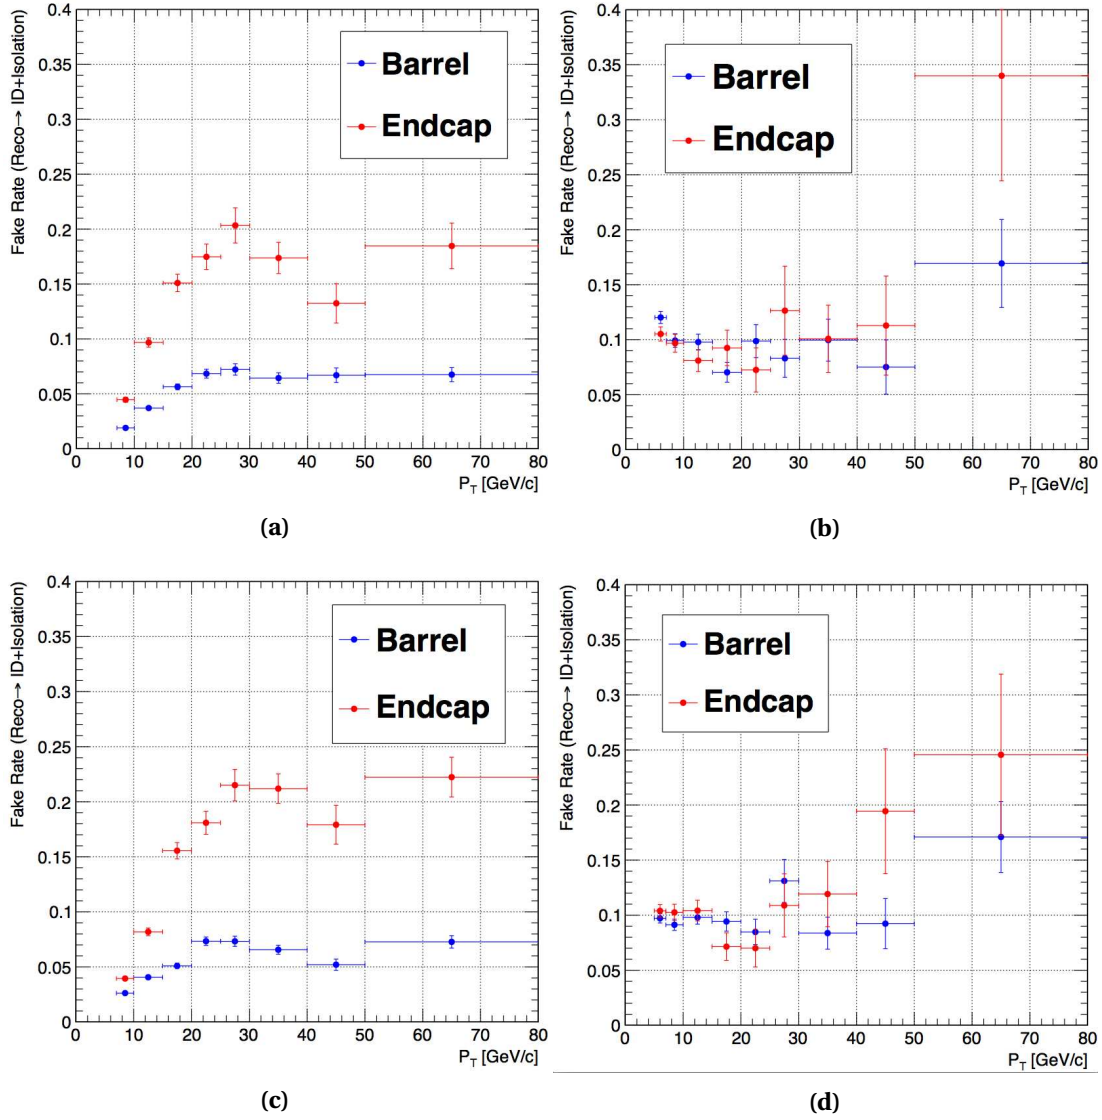 Fake Rate (Reco→ ID+Isolation)
0.4
0.35
0.3
0.25
0.2
0.15
0.1
0.05
0
0 10 20 30 40 50 60 70 80
P_T [GeV/c]
Barrel
Endcap
(a)
Fake Rate (Reco→ ID+Isolation)
0.4
0.35
0.3
0.25
0.2
0.15
0.1
0.05
0
0 10 20 30 40 50 60 70 80
P_T [GeV/c]
Barrel
Endcap
(b)
Fake Rate (Reco→ ID+Isolation)
0.4
0.35
0.3
0.25
0.2
0.15
0.1
0.05
0
0 10 20 30 40 50 60 70 80
P_T [GeV/c]
Barrel
Endcap
(c)
Fake Rate (Reco→ ID+Isolation)
0.4
0.35
0.3
0.25
0.2
0.15
0.1
0.05
0
0 10 20 30 40 50 60 70 80
P_T [GeV/c]
Barrel
Endcap
(d)